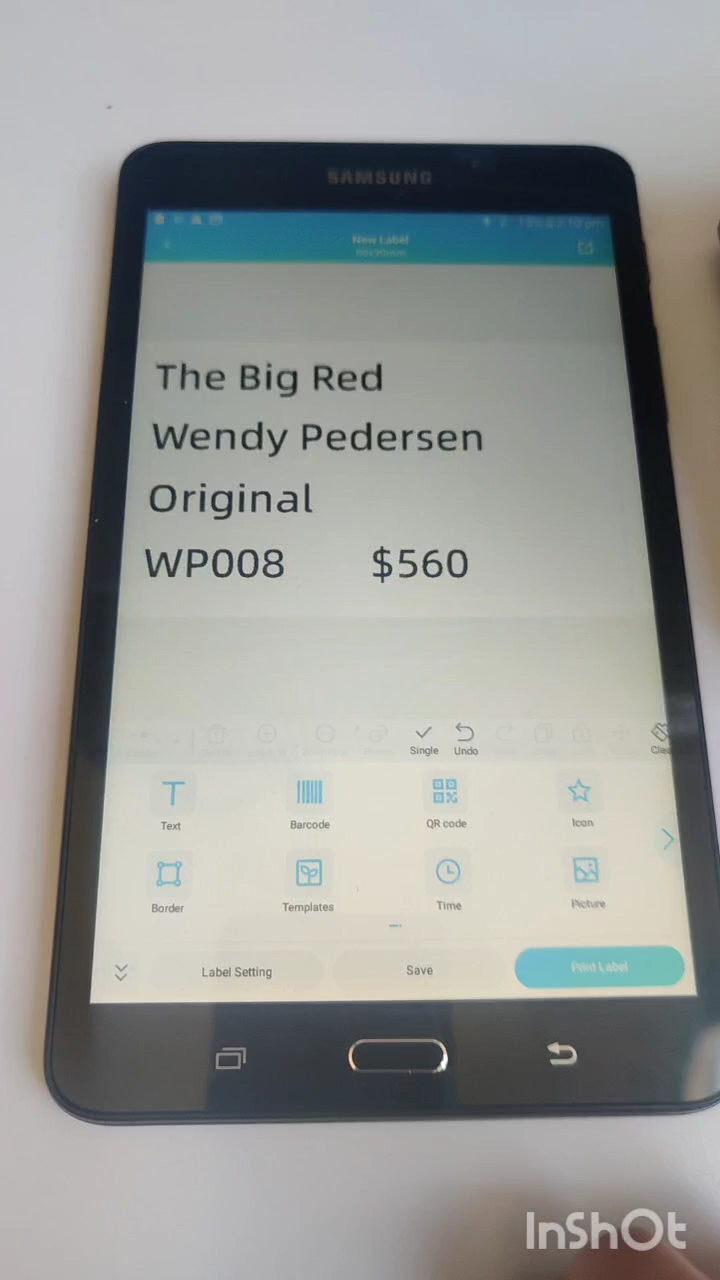 SAMSUNG
New Label
The Big Red
Wendy Pedersen
Original
WP008 $560
Single Undo
Text Barcode QR code Icon
Border Templates Time Picture
Label Setting Save Print Label
InShOt